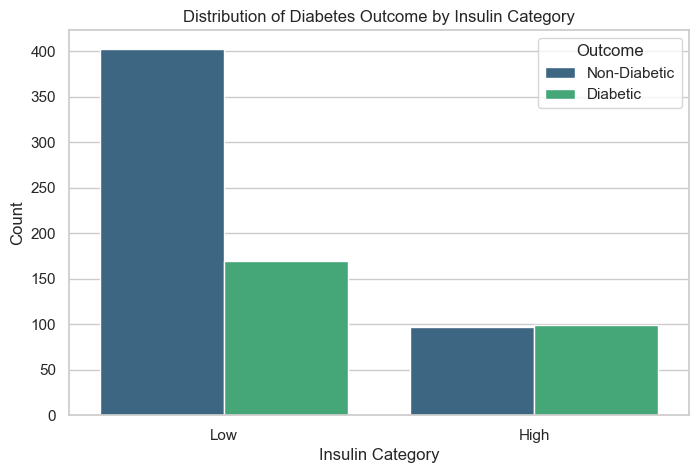 Distribution of Diabetes Outcome by Insulin Category
Outcome
Non-Diabetic
Diabetic
Count
400
350
300
250
200
150
100
50
0
Low
High
Insulin Category